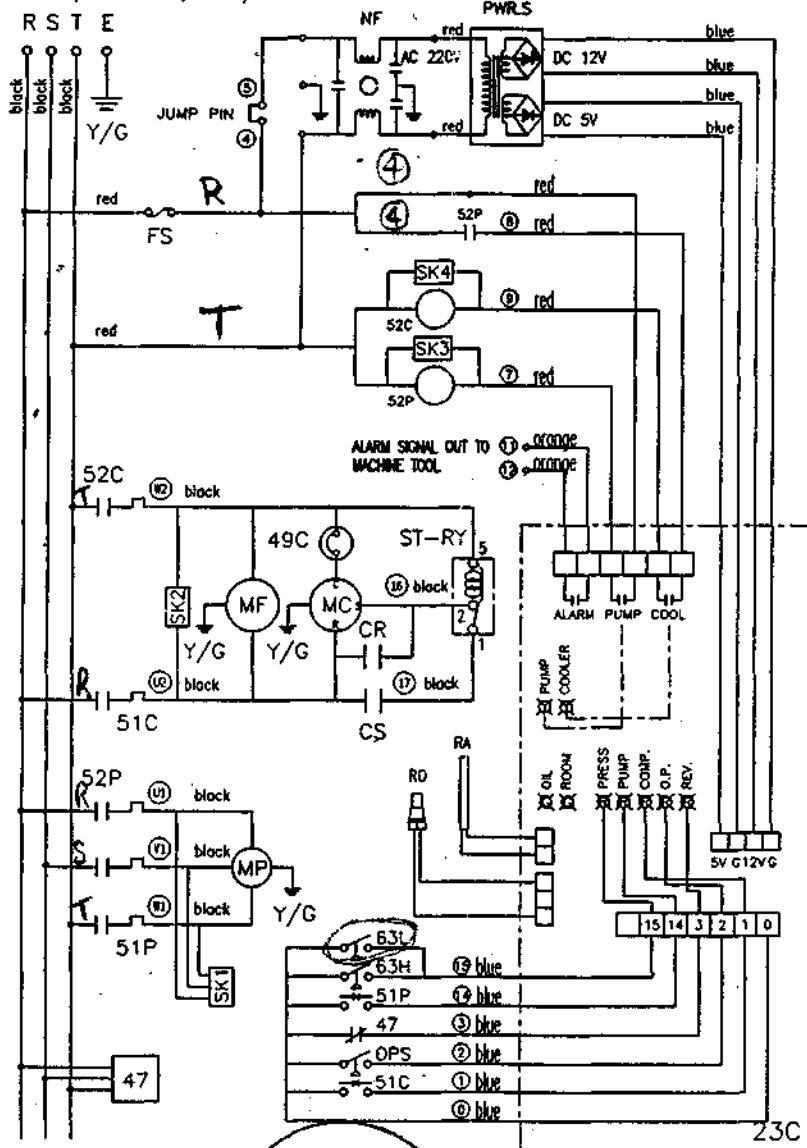 R S T E
black
black
black
Y/G
JUMP PIN
5
4
NF
red
AC 220V
red
PWR.S
DC 12V
DC 5V
blue
blue
blue
blue
4
red
R
FS
4
52P
8
red
red
SK4
52C
9
red
red
T
SK3
52P
7
red
ALARM SIGNAL OUT TO
MACHINE TOOL
11
orange
12
orange
52C
T
W2
black
49C
ST-RY
5
2
1
16
black
SK2
MF
MC
Y/G
Y/G
CR
R
U2
black
17
black
51C
CS
ALARM PUMP COOL
PUMP
COOLER
OIL
ROOM
PRESS
PUMP
COMP.
O.P.
REV.
RA
RD
52P
R
U1
black
S
V1
black
MP
T
W1
black
51P
Y/G
SK1
5V G 12V G
15 14 3 2 1 0
63L
63H
15 blue
51P
14 blue
47
3 blue
OPS
2 blue
51C
1 blue
0 blue
47
23C